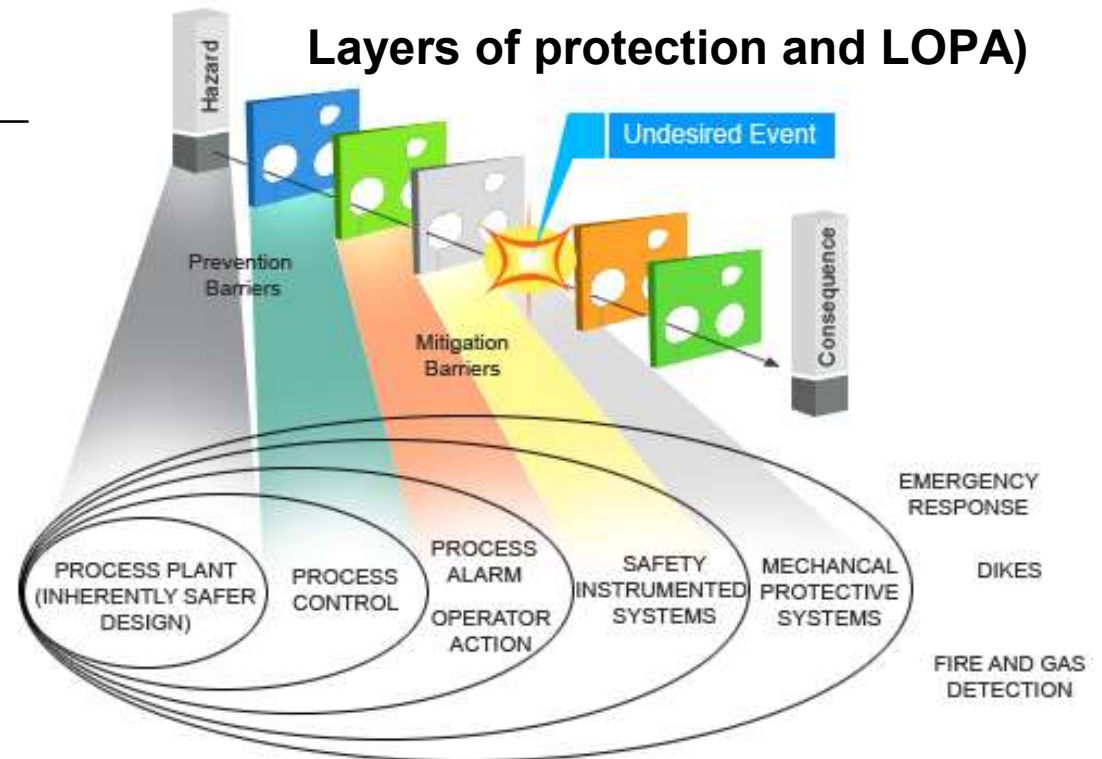 Layers of protection and LOPA)
Hazard
Undesired Event
Prevention
Barriers
Mitigation
Barriers
Consequence
PROCESS PLANT
(INHERENTLY SAFER
DESIGN)
PROCESS
CONTROL
PROCESS
ALARM
OPERATOR
ACTION
SAFETY
INSTRUMENTED
SYSTEMS
MECHANCAL
PROTECTIVE
SYSTEMS
EMERGENCY
RESPONSE
DIKES
FIRE AND GAS
DETECTION